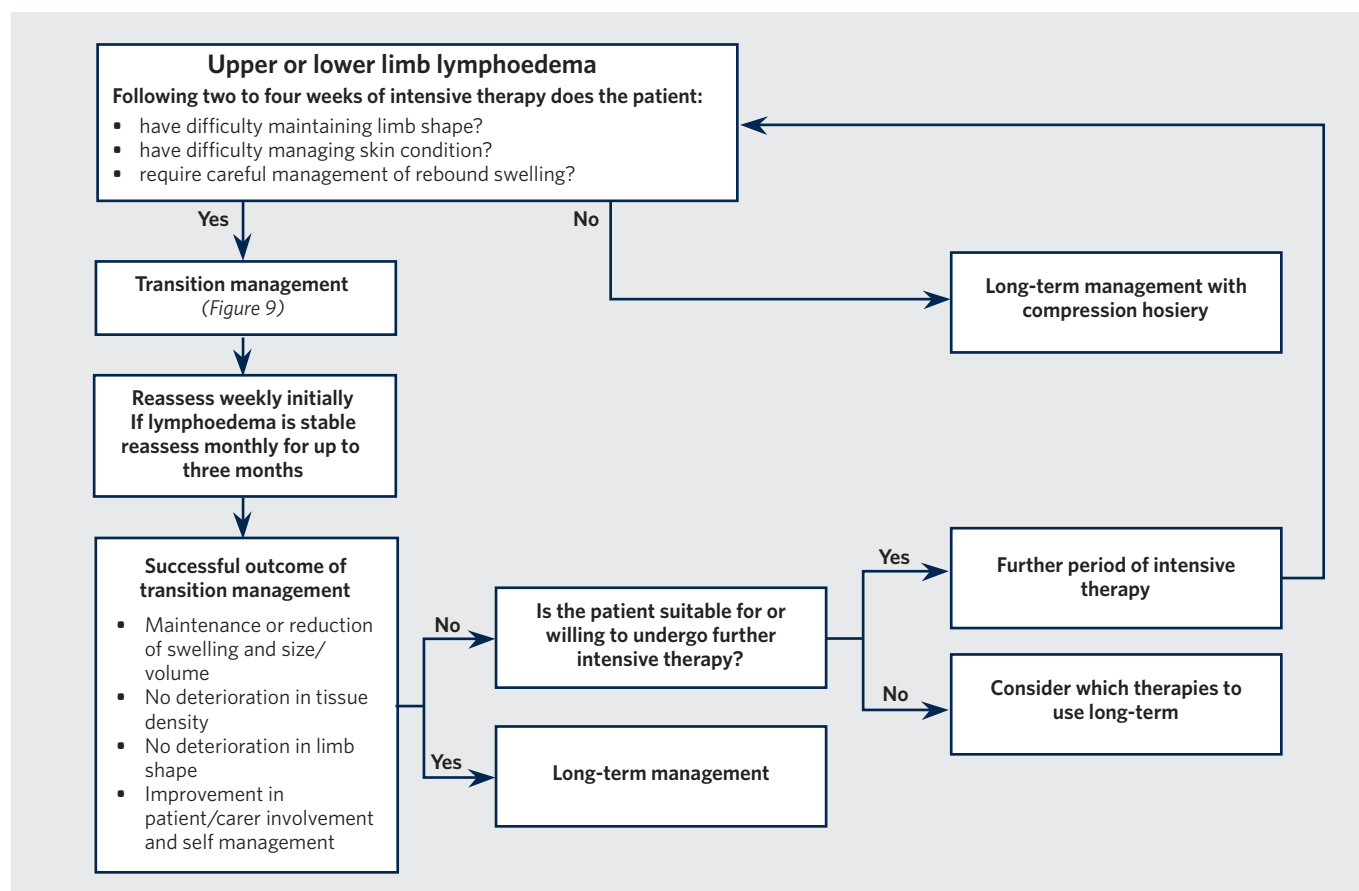 Upper or lower limb lymphoedema
Following two to four weeks of intensive therapy does the patient:
▪ have difficulty maintaining limb shape?
▪ have difficulty managing skin condition?
▪ require careful management of rebound swelling?
Yes
No
Transition management
(Figure 9)
Long-term management with
compression hosiery
Reassess weekly initially
If lymphoedema is stable
reassess monthly for up to
three months
Successful outcome of
transition management
▪ Maintenance or reduction
of swelling and size/
volume
▪ No deterioration in tissue
density
▪ No deterioration in limb
shape
▪ Improvement in
patient/carer involvement
and self management
No
Is the patient suitable for or
willing to undergo further
intensive therapy?
Yes
Long-term management
Yes
Further period of intensive
therapy
No
Consider which therapies to
use long-term